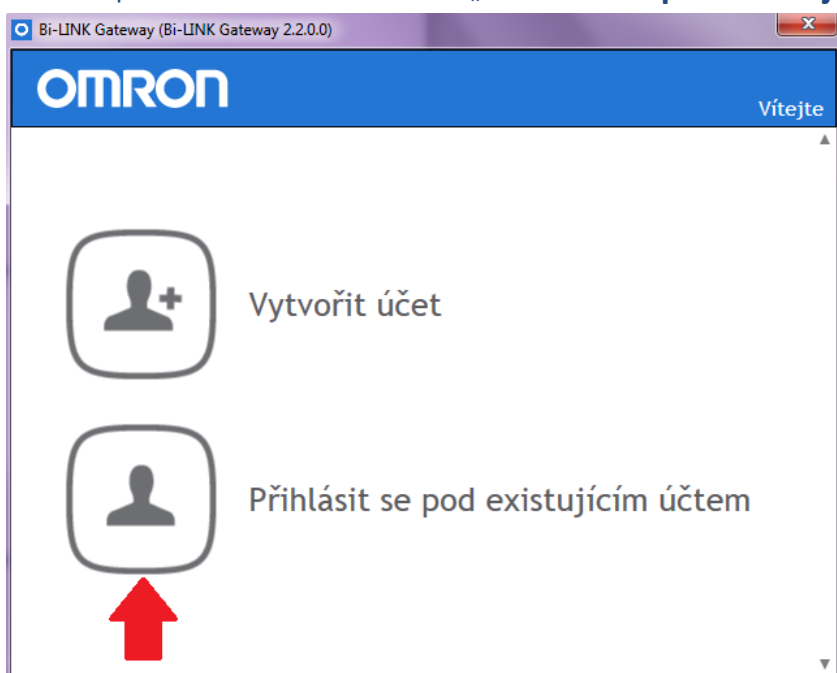 Bi-LINK Gateway (Bi-LINK Gateway 2.2.0.0)
OMRON
Vítejte
Vytvořit účet
Přihlásit se pod existujícím účtem